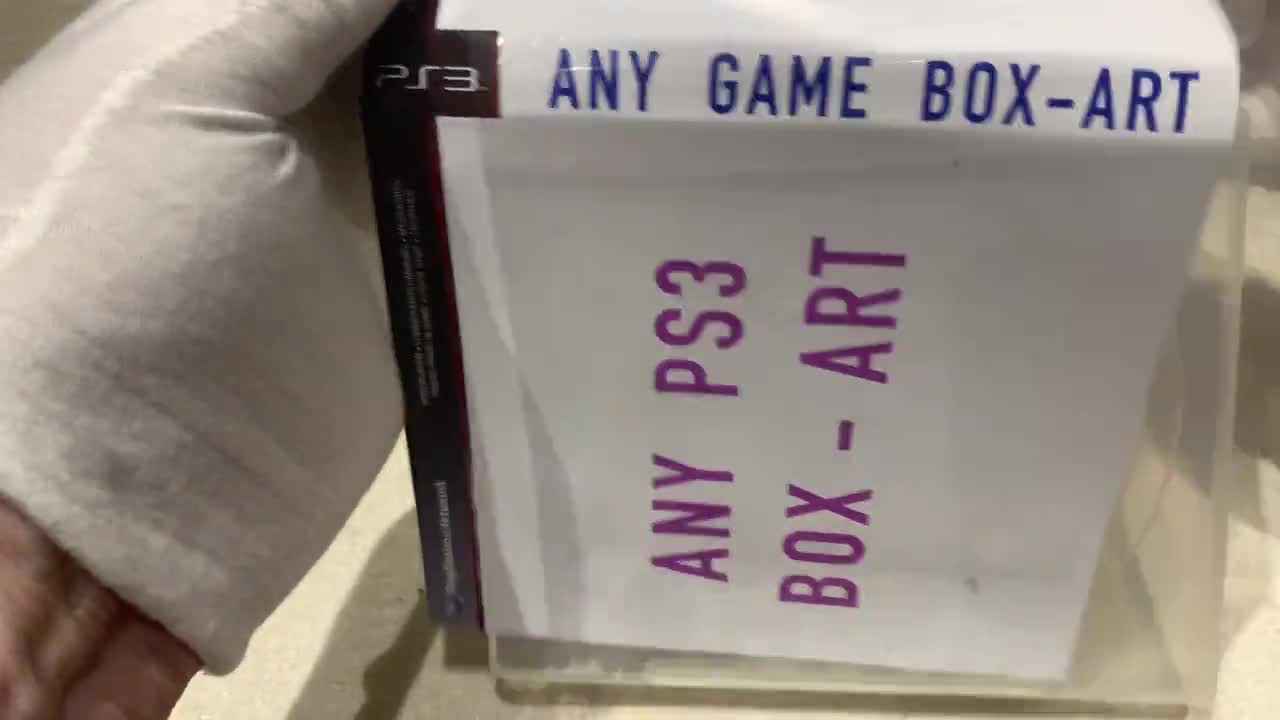 PS3
ANY GAME BOX-ART
ANY PS3
BOX - ART